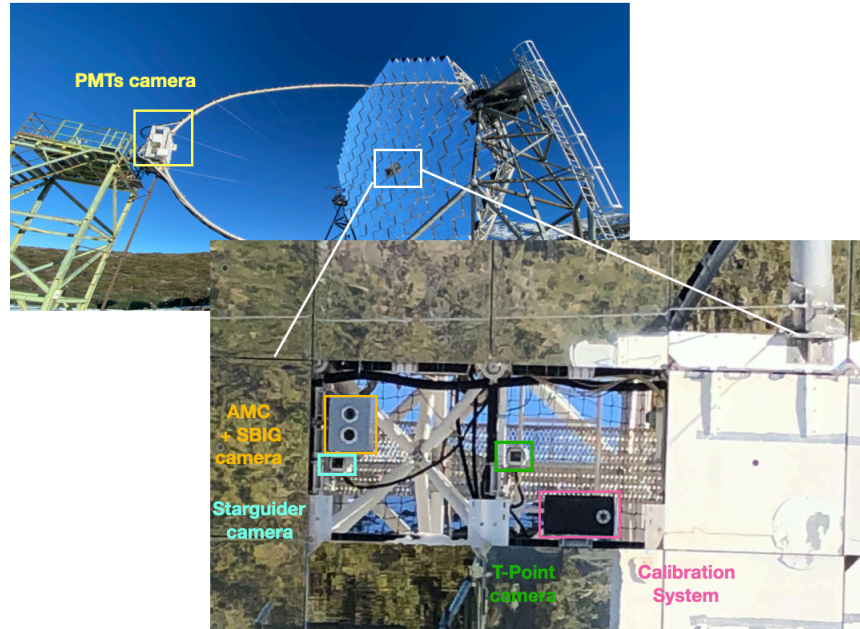 PMTs camera
AMC
+ SBIG
camera
Starguider
camera
T-Point
camera
Calibration
System